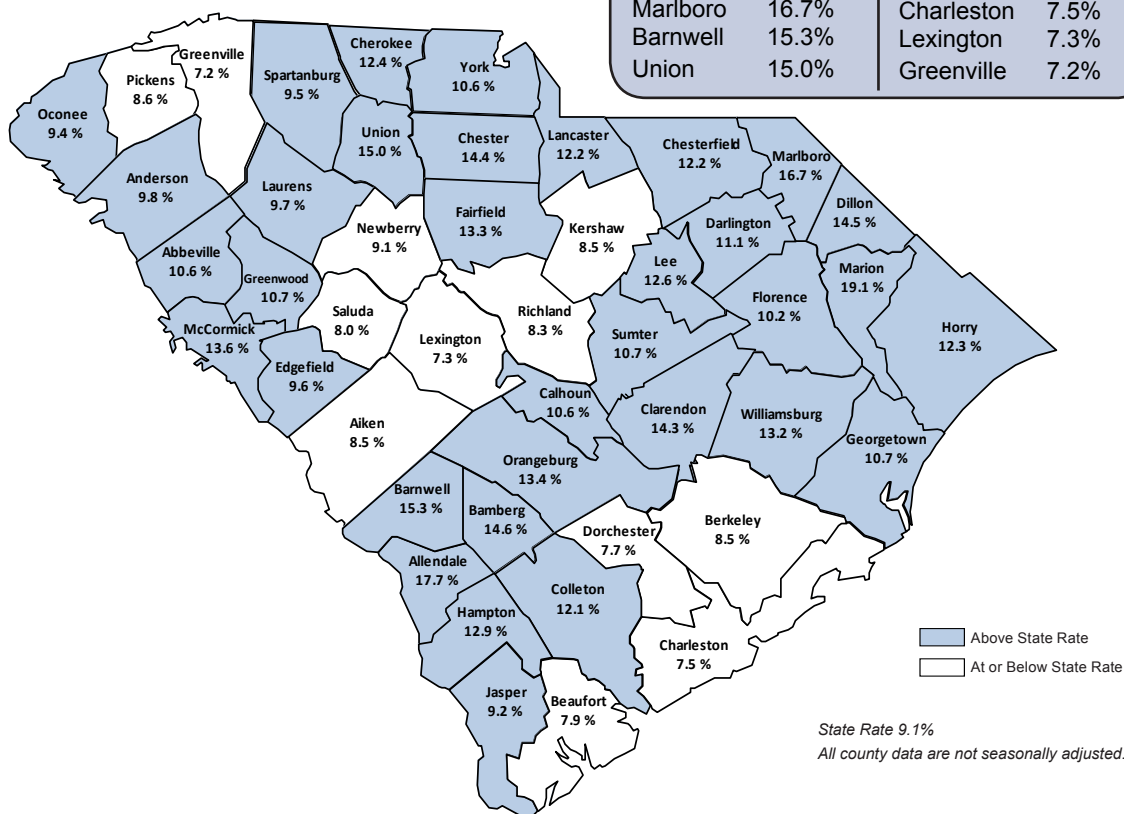 Marlboro 16.7% Charleston 7.5%
Barnwell 15.3% Lexington 7.3%
Union 15.0% Greenville 7.2%
Greenville
7.2 %
Cherokee
12.4 %
York
10.6 %
Pickens
8.6 %
Spartanburg
9.5 %
Oconee
9.4 %
Union
15.0 %
Chester
14.4 %
Lancaster
12.2 %
Chesterfield
12.2 %
Marlboro
16.7 %
Anderson
9.8 %
Laurens
9.7 %
Dillon
14.5 %
Newberry
9.1 %
Fairfield
13.3 %
Kershaw
8.5 %
Darlington
11.1 %
Abbeville
10.6 %
Greenwood
10.7 %
Lee
12.6 %
Marion
19.1 %
Florence
10.2 %
Saluda
8.0 %
Richland
8.3 %
McCormick
13.6 %
Lexington
7.3 %
Sumter
10.7 %
Horry
12.3 %
Edgefield
9.6 %
Calhoun
10.6 %
Clarendon
14.3 %
Williamsburg
13.2 %
Aiken
8.5 %
Georgetown
10.7 %
Orangeburg
13.4 %
Barnwell
15.3 %
Bamberg
14.6 %
Berkeley
8.5 %
Dorchester
7.7 %
Allendale
17.7 %
Colleton
12.1 %
Hampton
12.9 %
Charleston
7.5 %
Above State Rate
At or Below State Rate
Jasper
9.2 %
Beaufort
7.9 %
State Rate 9.1%
All county data are not seasonally adjusted.